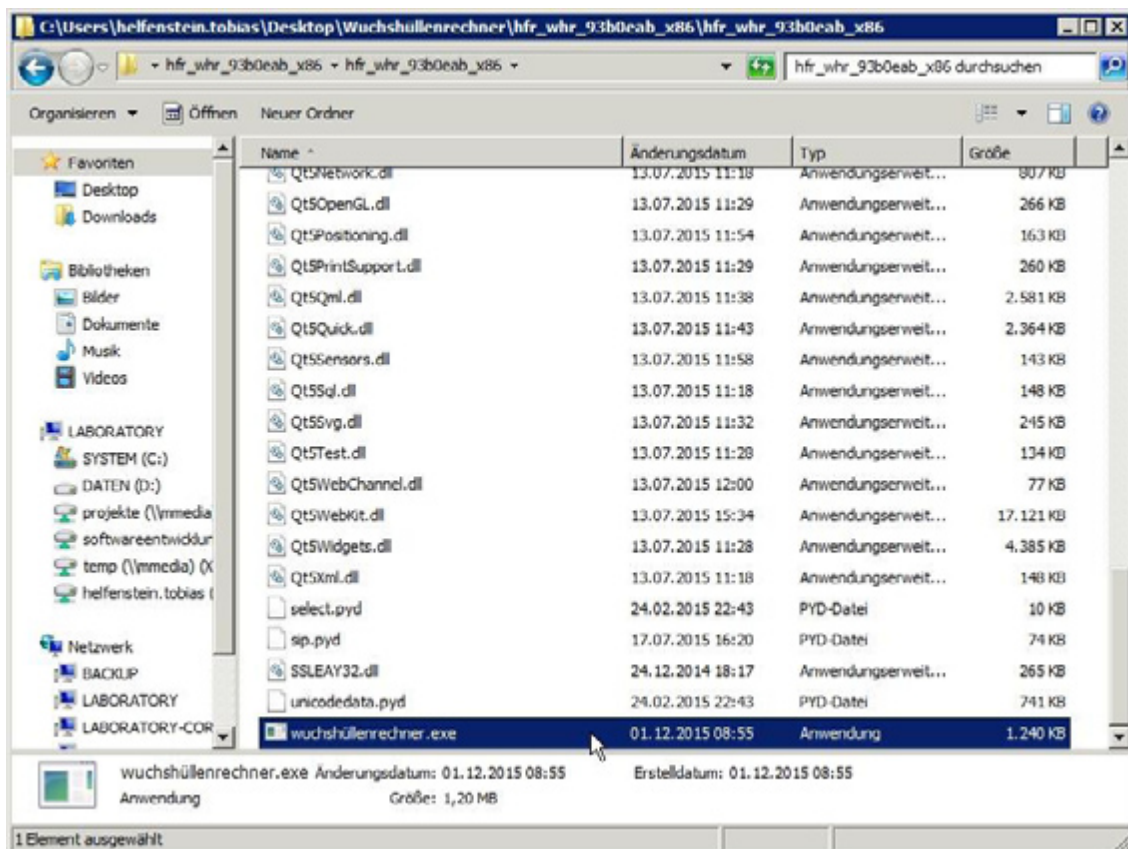 C:\Users\helfenstein.tobias\Desktop\Wuchshüllenrechner\hfr_whr_93b0eab_x86\hfr_whr_93b0eab_x86
hfr_whr_93b0eab_x86 hfr_whr_93b0eab_x86
hfr_whr_93b0eab_x86 durchsuchen
Organisieren Öffnen Neuer Ordner
Favoriten
Desktop
Downloads
Bibliotheken
Bilder
Dokumente
Musik
Videos
LABORATORY
SYSTEM (C:)
DATEN (D:)
projekte (\\mmedia
softwareentwicklur
temp (\\mmedia) (X
helfenstein.tobias (
Netzwerk
BACKUP
LABORATORY
LABORATORY-COR
Name Änderungsdatum Typ Größe
Qt5Network.dll 13.07.2015 11:18 Anwendungserweit... 807 KB
Qt5OpenGL.dll 13.07.2015 11:29 Anwendungserweit... 266 KB
Qt5Positioning.dll 13.07.2015 11:54 Anwendungserweit... 163 KB
Qt5PrintSupport.dll 13.07.2015 11:29 Anwendungserweit... 260 KB
Qt5Qml.dll 13.07.2015 11:38 Anwendungserweit... 2.581 KB
Qt5Quick.dll 13.07.2015 11:43 Anwendungserweit... 2.364 KB
Qt5Sensors.dll 13.07.2015 11:58 Anwendungserweit... 143 KB
Qt5Sql.dll 13.07.2015 11:18 Anwendungserweit... 148 KB
Qt5Svg.dll 13.07.2015 11:32 Anwendungserweit... 245 KB
Qt5Test.dll 13.07.2015 11:28 Anwendungserweit... 134 KB
Qt5WebChannel.dll 13.07.2015 12:00 Anwendungserweit... 77 KB
Qt5WebKit.dll 13.07.2015 15:34 Anwendungserweit... 17.121 KB
Qt5Widgets.dll 13.07.2015 11:28 Anwendungserweit... 4.385 KB
Qt5Xml.dll 13.07.2015 11:18 Anwendungserweit... 148 KB
select.pyd 24.02.2015 22:43 PYD-Datei 10 KB
sip.pyd 17.07.2015 16:20 PYD-Datei 74 KB
SSLEAY32.dll 24.12.2014 18:17 Anwendungserweit... 265 KB
unicodedata.pyd 24.02.2015 22:43 PYD-Datei 741 KB
wuchshüllenrechner.exe 01.12.2015 08:55 Anwendung 1.240 KB
wuchshüllenrechner.exe Änderungsdatum: 01.12.2015 08:55 Erstelldatum: 01.12.2015 08:55
Anwendung Größe: 1,20 MB
1 Element ausgewählt